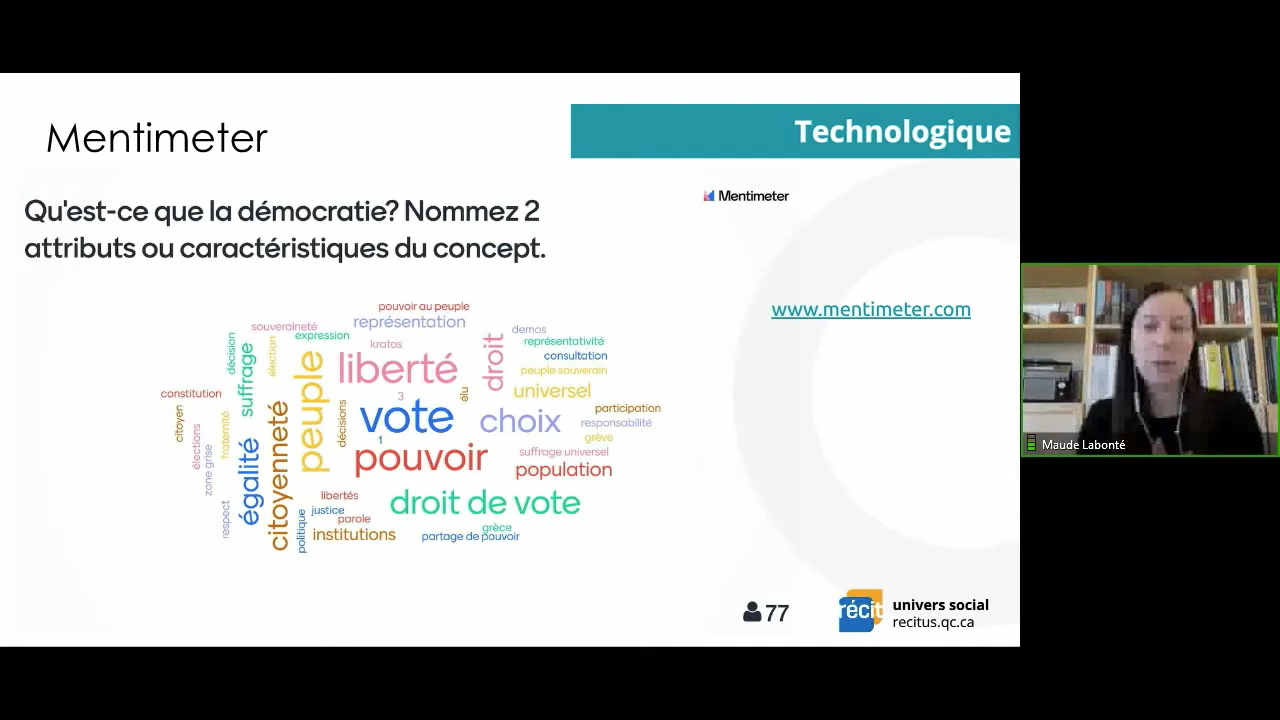 Mentimeter
Technologique
Mentimeter
Qu'est-ce que la démocratie? Nommez 2
attributs ou caractéristiques du concept.
www.mentimeter.com
pouvoir au peuple
souveraineté
représentation
expression
demos
décision
suffrage
élection
kratos
droit
représentativité
consultation
peuple
liberté
peuple souverain
universel
constitution
3
élu
citoyen
fraternité
citoyenneté
décisions
vote
choix
participation
responsabilité
élections
1
grève
zone grise
égalité
pouvoir
suffrage universel
population
respect
libertés
droit de vote
justice
politique
parole
institutions
grèce
partage de pouvoir
77
récit
univers social
recitus.qc.ca
Maude Labonté